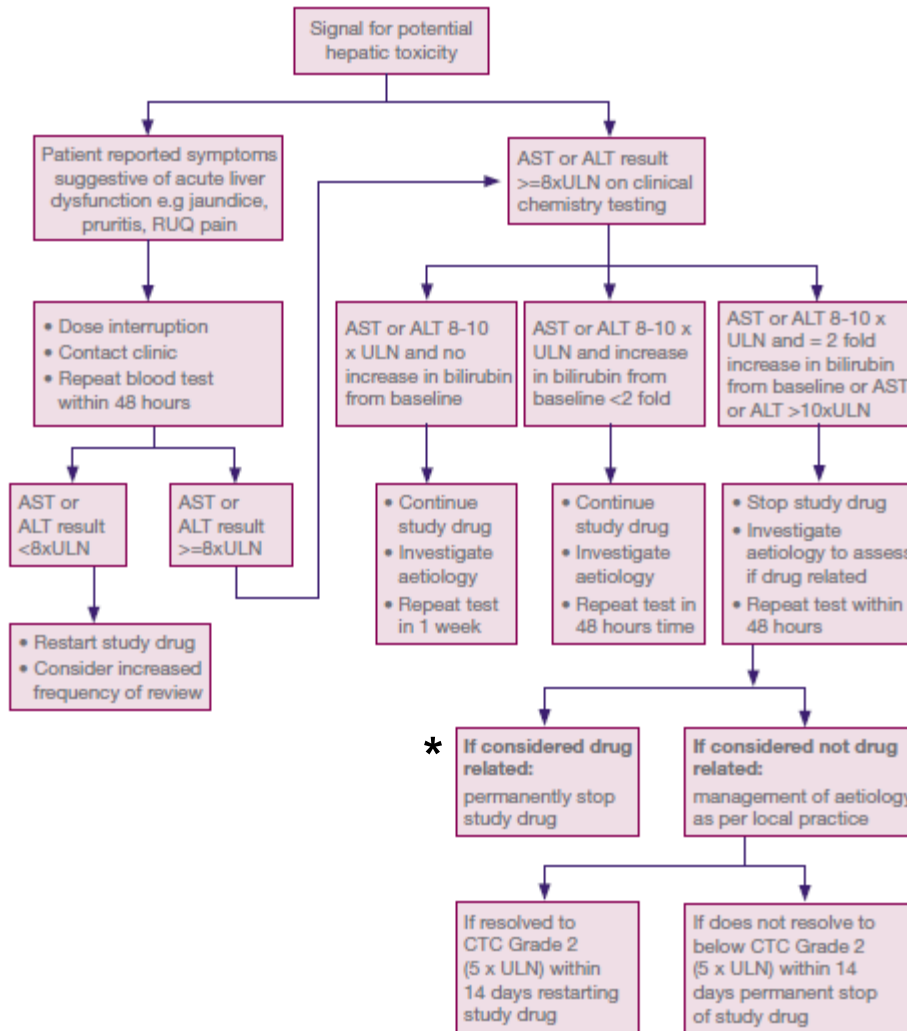 Signal for potential
hepatic toxicity
Patient reported symptoms
suggestive of acute liver
dysfunction e.g jaundice,
pruritis, RUQ pain
AST or ALT result
>=8xULN on clinical
chemistry testing
• Dose interruption
• Contact clinic
• Repeat blood test
within 48 hours
AST or ALT 8-10
x ULN and no
increase in bilirubin
from baseline
AST or ALT 8-10 x
ULN and increase
in bilirubin from
baseline <2 fold
AST or ALT 8-10 x
ULN and = 2 fold
increase in bilirubin
from baseline or AST
or ALT >10xULN
AST or
ALT result
<8xULN
AST or
ALT result
>=8xULN
• Continue
study drug
• Investigate
aetiology
• Repeat test
in 1 week
• Continue
study drug
• Investigate
aetiology
• Repeat test in
48 hours time
• Stop study drug
• Investigate
aetiology to assess
if drug related
• Repeat test within
48 hours
• Restart study drug
• Consider increased
frequency of review
*
If considered drug
related:
permanently stop
study drug
If considered not drug
related:
management of aetiology
as per local practice
If resolved to
CTC Grade 2
(5 x ULN) within
14 days restarting
study drug
If does not resolve to
below CTC Grade 2
(5 x ULN) within 14
days permanent stop
of study drug